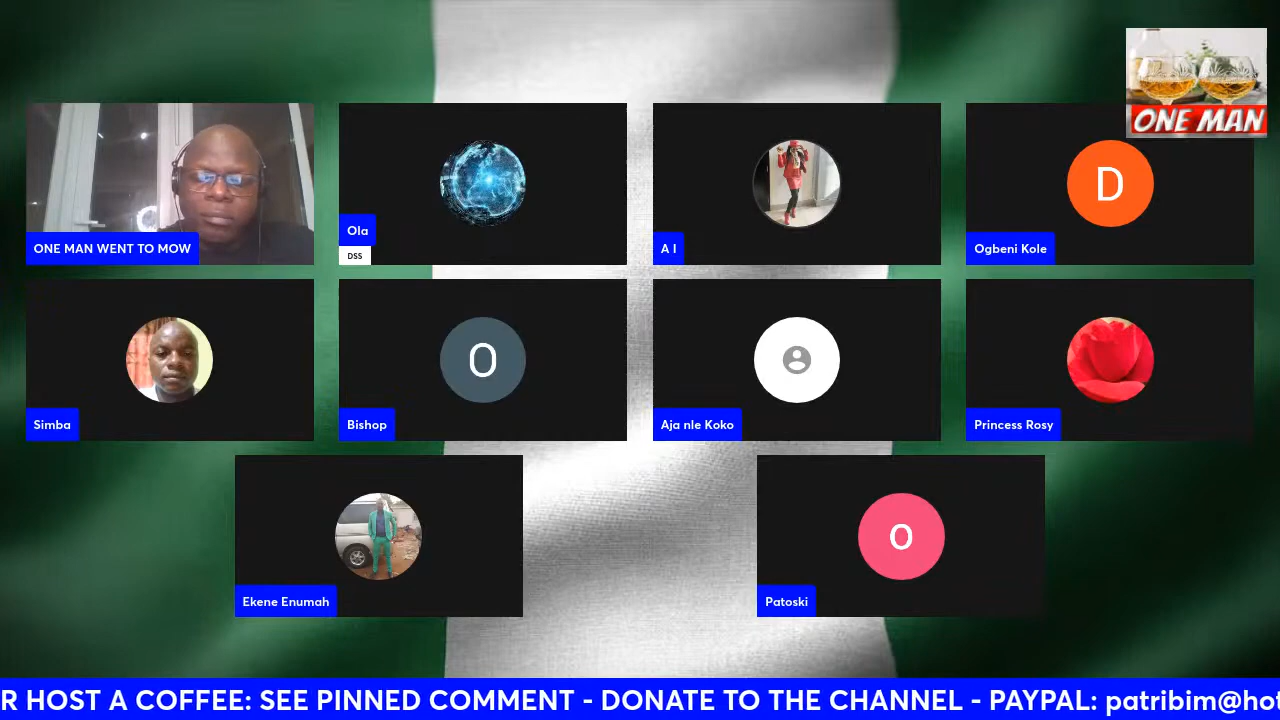 ONE MAN
D
ONE MAN WENT TO MOW
Ola
DSS
A I
Ogbeni Kole
O
Simba
Bishop
Aja nle Koko
Princess Rosy
O
Ekene Enumah
Patoski
R HOST A COFFEE: SEE PINNED COMMENT - DONATE TO THE CHANNEL - PAYPAL: patribim@hot